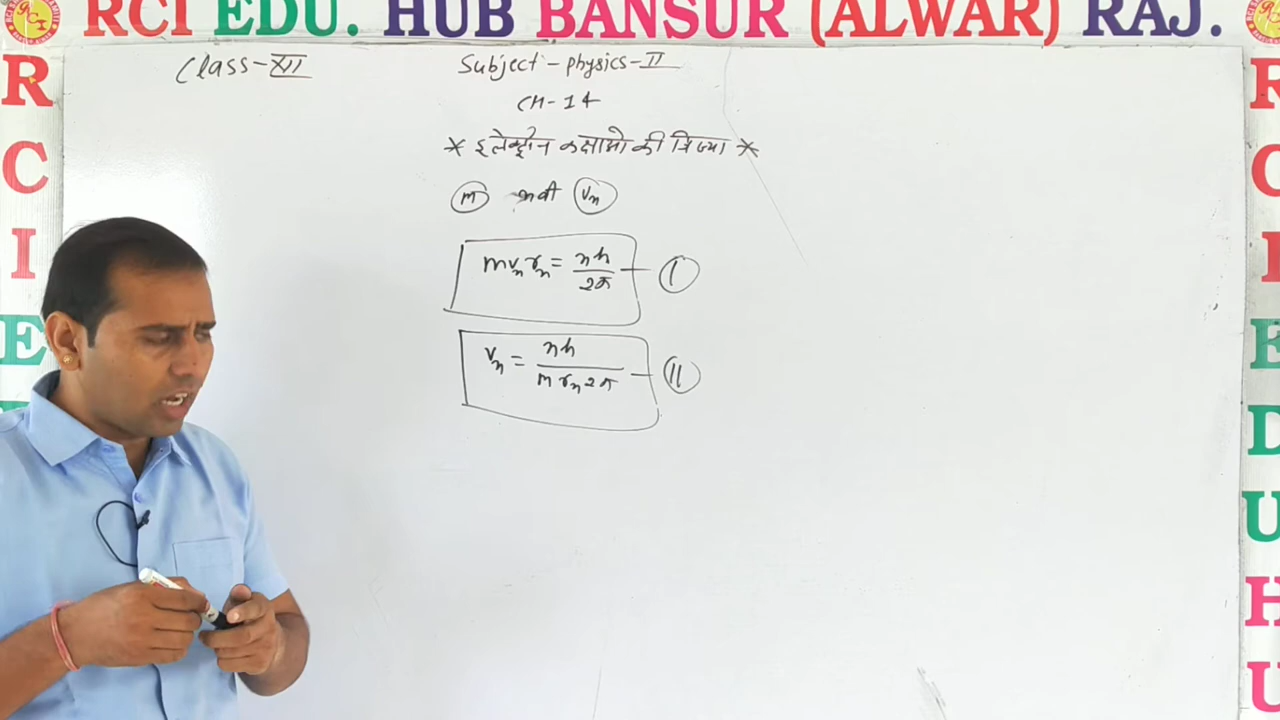 RCI EDU. HUB BANSUR (ALWAR) RAJ.
Class-XII
Subject-physics-II
CH-14
* इलेक्ट्रोन कक्षाओ की त्रिज्या *
m vn
mvnrn = nh/2π — I
vn = nh/mrn2π — II
R
C
I
E
R
C
E
D
U
H
U